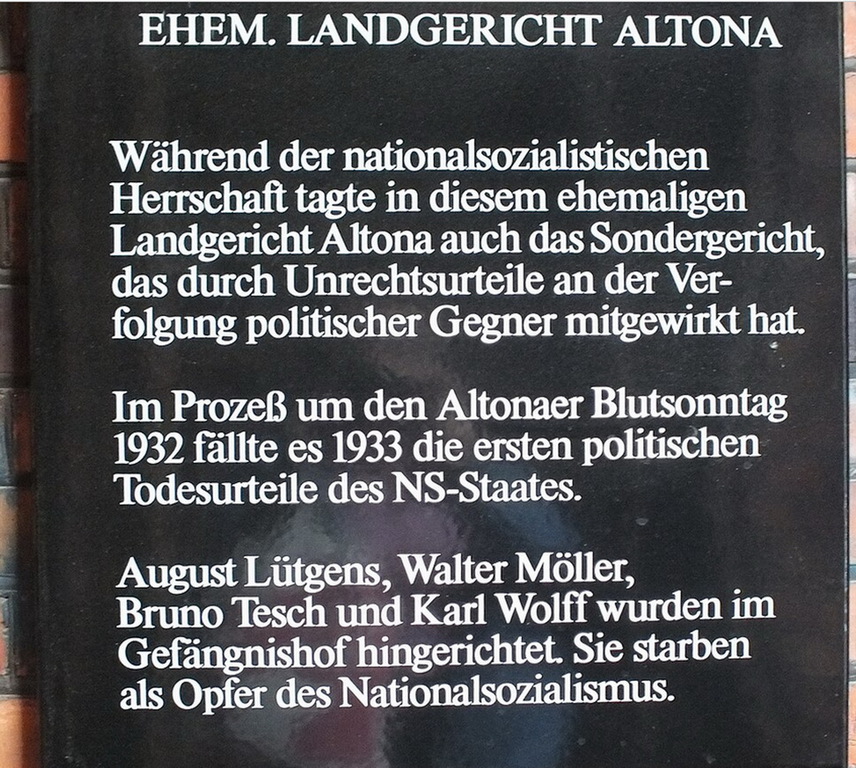 EHEM. LANDGERICHT ALTONA
Während der nationalsozialistischen
Herrschaft tagte in diesem ehemaligen
Landgericht Altona auch das Sondergericht,
das durch Unrechtsurteile an der Ver-
folgung politischer Gegner mitgewirkt hat.
Im Prozeß um den Altonaer Blutsonntag
1932 fällte es 1933 die ersten politischen
Todesurteile des NS-Staates.
August Lütgens, Walter Möller,
Bruno Tesch und Karl Wolff wurden im
Gefängnishof hingerichtet. Sie starben
als Opfer des Nationalsozialismus.